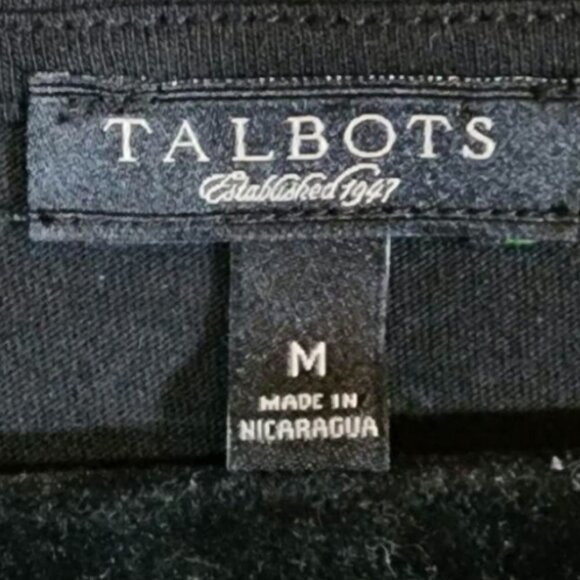 TALBOTS
Established 1947
M
MADE IN
NICARAGUA